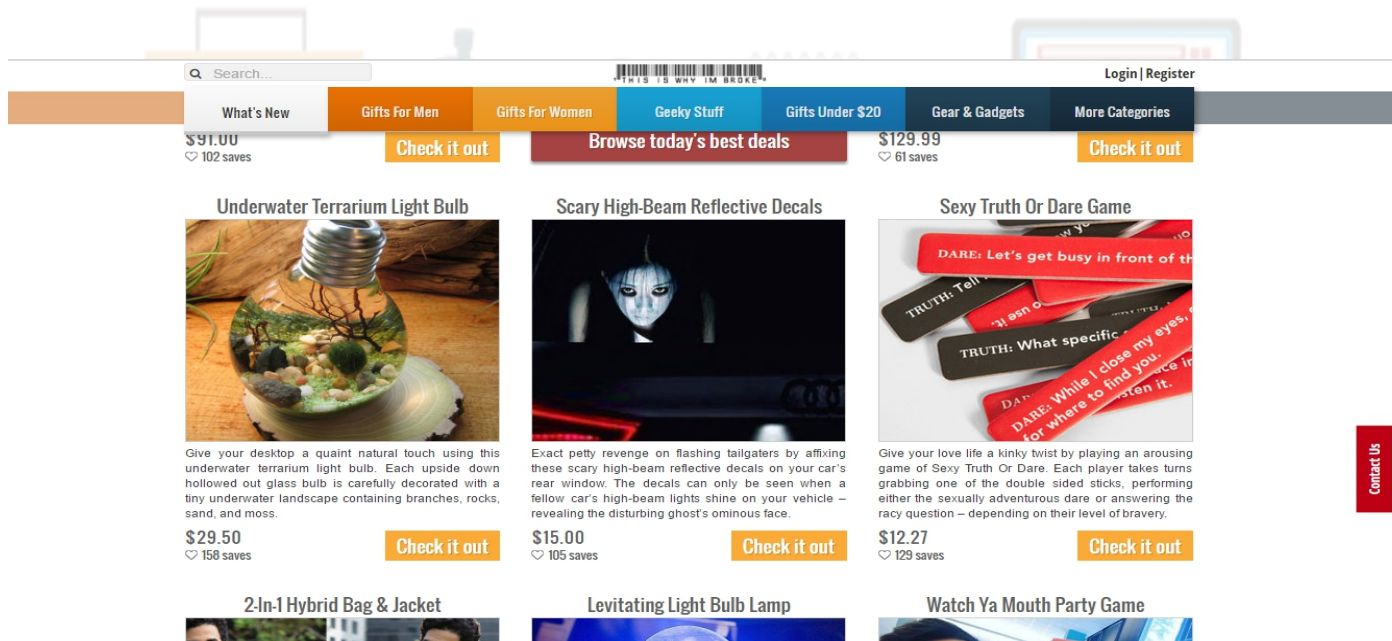 Search...
*THIS IS WHY IM BROKE*
Login | Register
What's New
Gifts For Men
Gifts For Women
Geeky Stuff
Gifts Under $20
Gear & Gadgets
More Categories
$91.00
102 saves
Check it out
Browse today's best deals
$129.99
61 saves
Check it out
Underwater Terrarium Light Bulb
Give your desktop a quaint natural touch using this
underwater terrarium light bulb. Each upside down
hollowed out glass bulb is carefully decorated with a
tiny underwater landscape containing branches, rocks,
sand, and moss.
$29.50
158 saves
Check it out
Scary High-Beam Reflective Decals
Exact petty revenge on flashing tailgaters by affixing
these scary high-beam reflective decals on your car's
rear window. The decals can only be seen when a
fellow car's high-beam lights shine on your vehicle –
revealing the disturbing ghost's ominous face.
$15.00
105 saves
Check it out
Sexy Truth Or Dare Game
DARE: Let's get busy in front of th
TRUTH: Tell
TRUTH: What specific
DARE: While I close my eyes,
for where to find you.
sten it.
Give your love life a kinky twist by playing an arousing
game of Sexy Truth Or Dare. Each player takes turns
grabbing one of the double sided sticks, performing
either the sexually adventurous dare or answering the
racy question – depending on their level of bravery.
$12.27
129 saves
Check it out
Contact Us
2-In-1 Hybrid Bag & Jacket
Levitating Light Bulb Lamp
Watch Ya Mouth Party Game